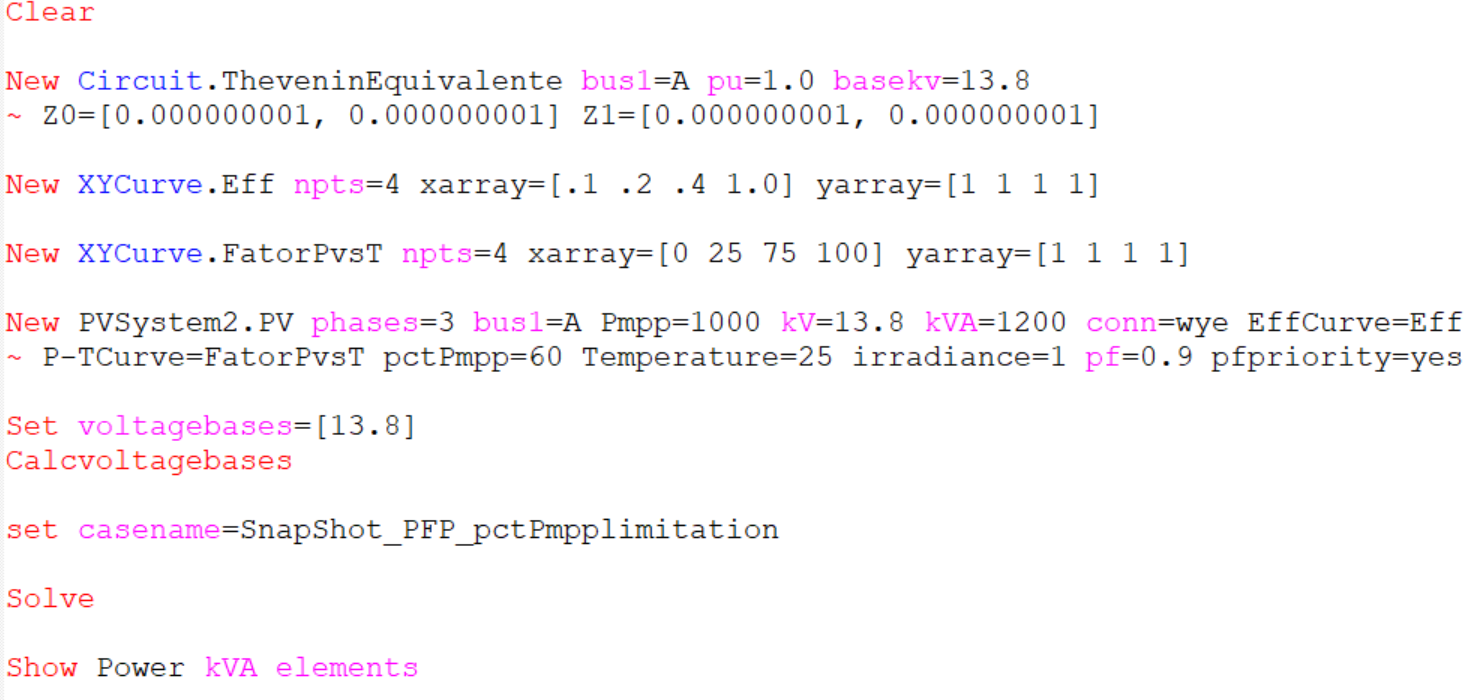 Clear
New Circuit.TheveninEquivalente bus1=A pu=1.0 basekv=13.8
~ Z0=[0.000000001, 0.000000001] Z1=[0.000000001, 0.000000001]
New XYCurve.Eff npts=4 xarray=[.1 .2 .4 1.0] yarray=[1 1 1 1]
New XYCurve.FatorPvsT npts=4 xarray=[0 25 75 100] yarray=[1 1 1 1]
New PVSystem2.PV phases=3 bus1=A Pmpp=1000 kV=13.8 kVA=1200 conn=wye EffCurve=Eff
~ P-TCurve=FatorPvsT pctPmpp=60 Temperature=25 irradiance=1 pf=0.9 pfpriority=yes
Set voltagebases=[13.8]
Calcvoltagebases
set casename=SnapShot_PFP_pctPmpplimitation
Solve
Show Power kVA elements